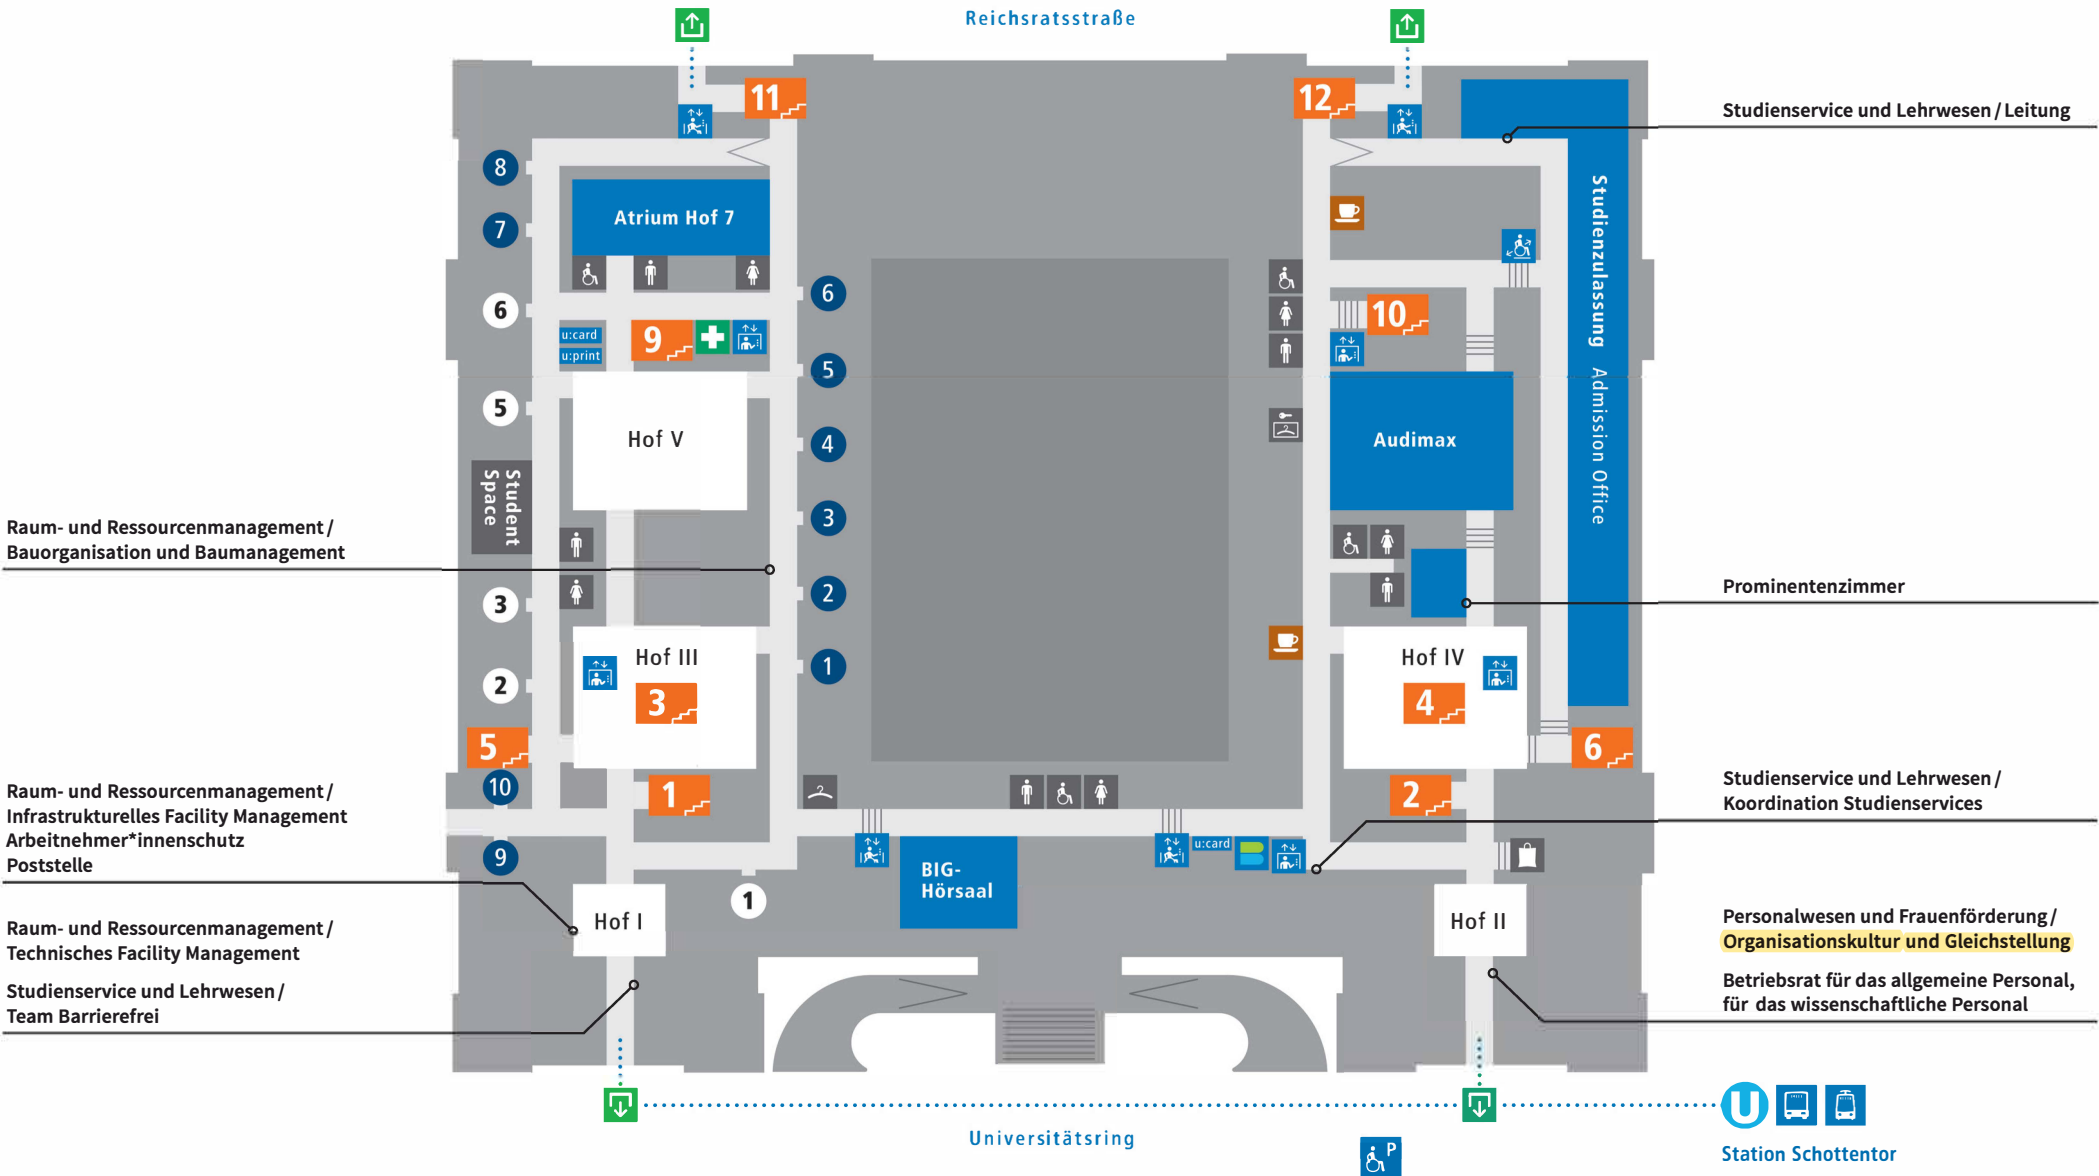 Reichsratsstraße
11
12
Studienservice und Lehrwesen / Leitung
8
7
Atrium Hof 7
Studienzulassung Admission Office
6
6
u:card
u:print
9
10
5
5
Hof V
4
Audimax
Student
Space
3
Raum- und Ressourcenmanagement /
Bauorganisation und Baumanagement
3
2
Prominentenzimmer
2
1
Hof III
3
Hof IV
4
5
6
10
1
2
Raum- und Ressourcenmanagement /
Infrastrukturelles Facility Management
Arbeitnehmer*innenschutz
Poststelle
Studienservice und Lehrwesen /
Koordination Studienservices
9
u:card
BIG-
Hörsaal
1
Hof I
Hof II
Raum- und Ressourcenmanagement /
Technisches Facility Management
Studienservice und Lehrwesen /
Team Barrierefrei
Personalwesen und Frauenförderung /
Organisationskultur und Gleichstellung
Betriebsrat für das allgemeine Personal,
für das wissenschaftliche Personal
Universitätsring
P
U
Station Schottentor